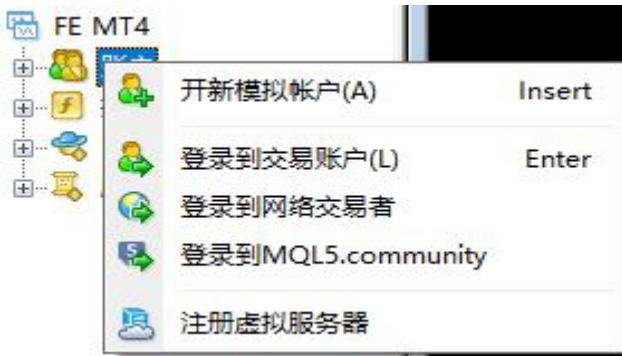 FE MT4
开新模拟帐户(A) Insert
登录到交易账户(L) Enter
登录到网络交易者
登录到MQL5.community
注册虚拟服务器